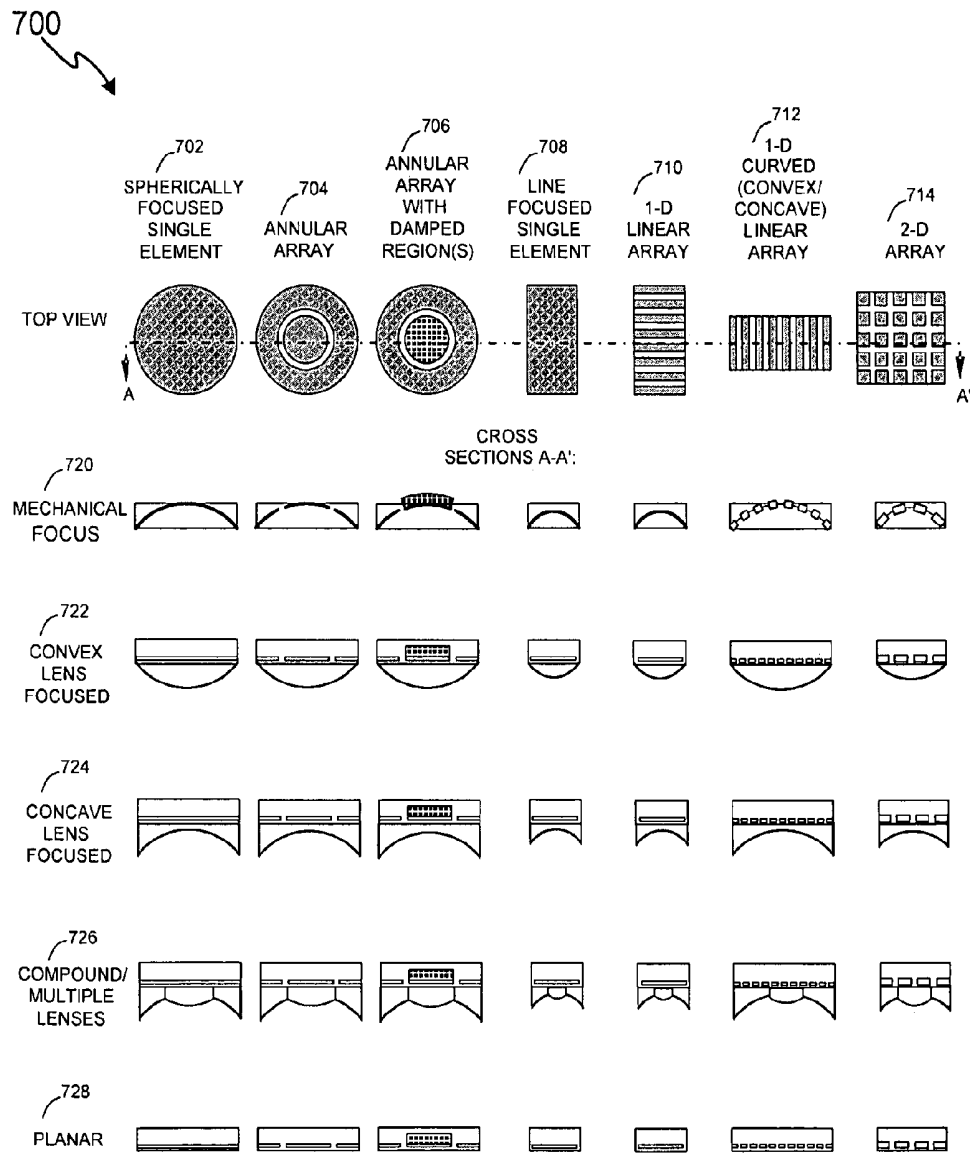 700
702
SPHERICALLY
FOCUSED
SINGLE
ELEMENT
704
ANNULAR
ARRAY
706
ANNULAR
ARRAY
WITH
DAMPED
REGION(S)
708
LINE
FOCUSED
SINGLE
ELEMENT
710
1-D
LINEAR
ARRAY
712
1-D
CURVED
(CONVEX/
CONCAVE)
LINEAR
ARRAY
714
2-D
ARRAY
TOP VIEW
A
A'
CROSS
SECTIONS A-A':
720
MECHANICAL
FOCUS
722
CONVEX
LENS
FOCUSED
724
CONCAVE
LENS
FOCUSED
726
COMPOUND/
MULTIPLE
LENSES
728
PLANAR